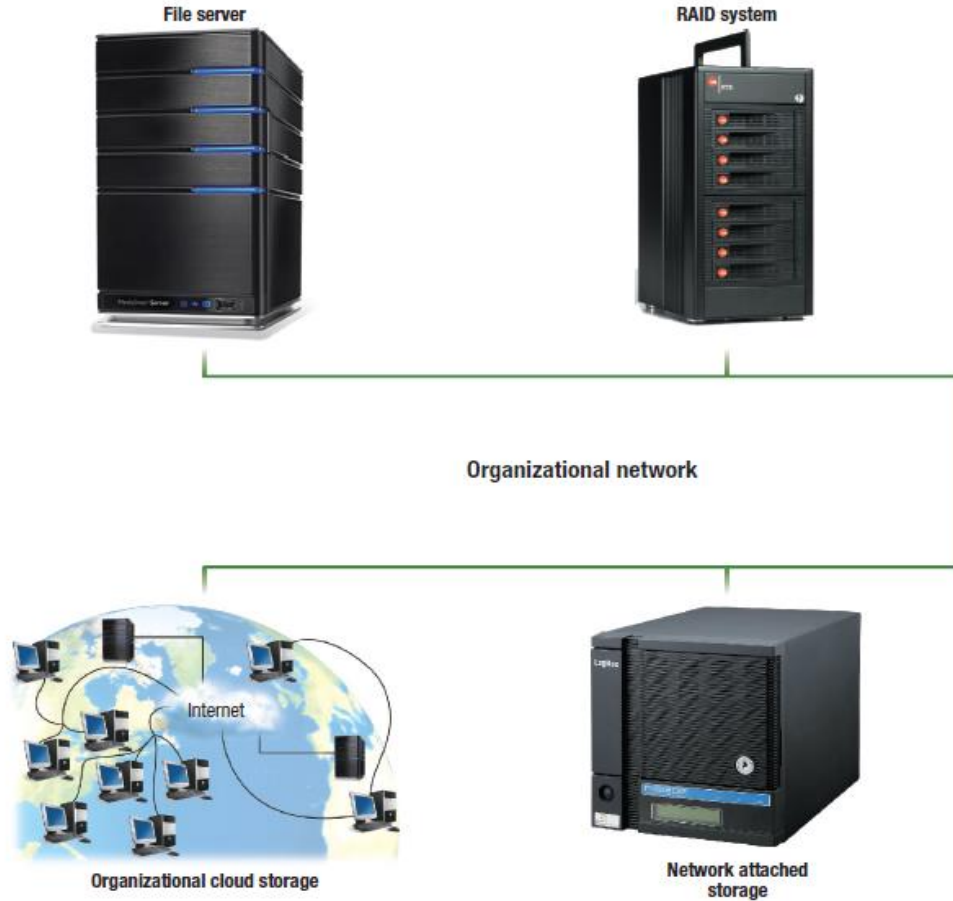 File server
RAID system
Organizational network
Internet
Organizational cloud storage
Network attached
storage